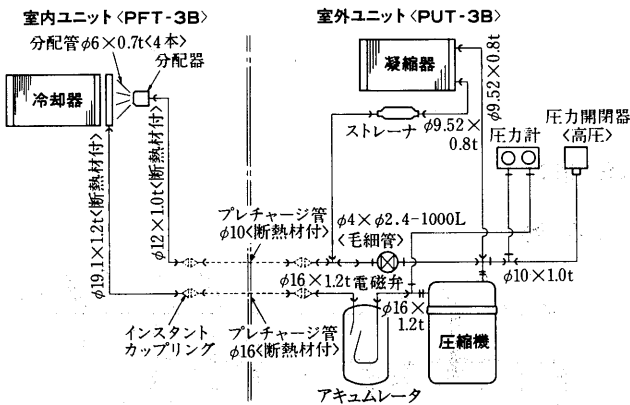 室内ユニット〈PFT-3B〉
分配管φ6×0.7t〈4本〉
分配器
冷却器
φ19.1×1.2t〈断熱材付〉
φ12×1.0t〈断熱材付〉
インスタント
カップリング
プレチャージ管
φ10〈断熱材付〉
プレチャージ管
φ16〈断熱材付〉
室外ユニット〈PUT-3B〉
凝縮器
ストレーナ
φ9.52×
0.8t
φ9.52×0.8t
圧力計
圧力開閉器
〈高圧〉
φ4×φ2.4-1000L
〈毛細管〉
φ16×1.2t
電磁弁
φ10×1.0t
φ16×
1.2t
圧縮機
アキュムレータ